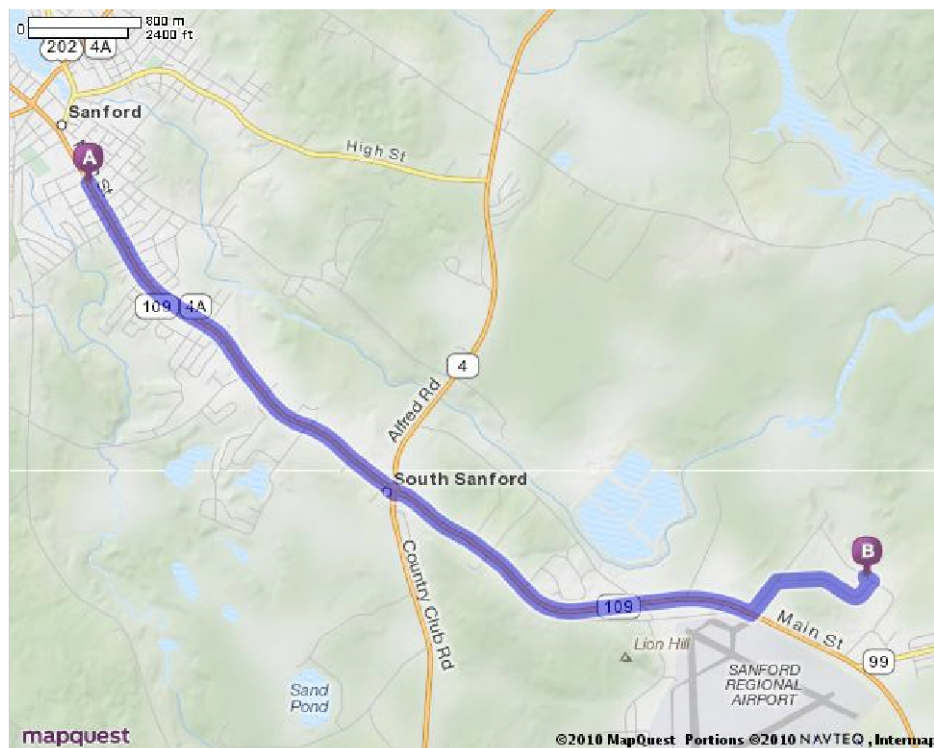 0
800 m
2400 ft
202
4A
Sanford
A
High St
109
4A
4
Alfred Rd
South Sanford
Country Club Rd
B
109
Main St
Lion Hill
99
SANFORD
REGIONAL
AIRPORT
Sand
Pond
mapquest
©2010 MapQuest Portions ©2010 NAVTEQ, Intermap